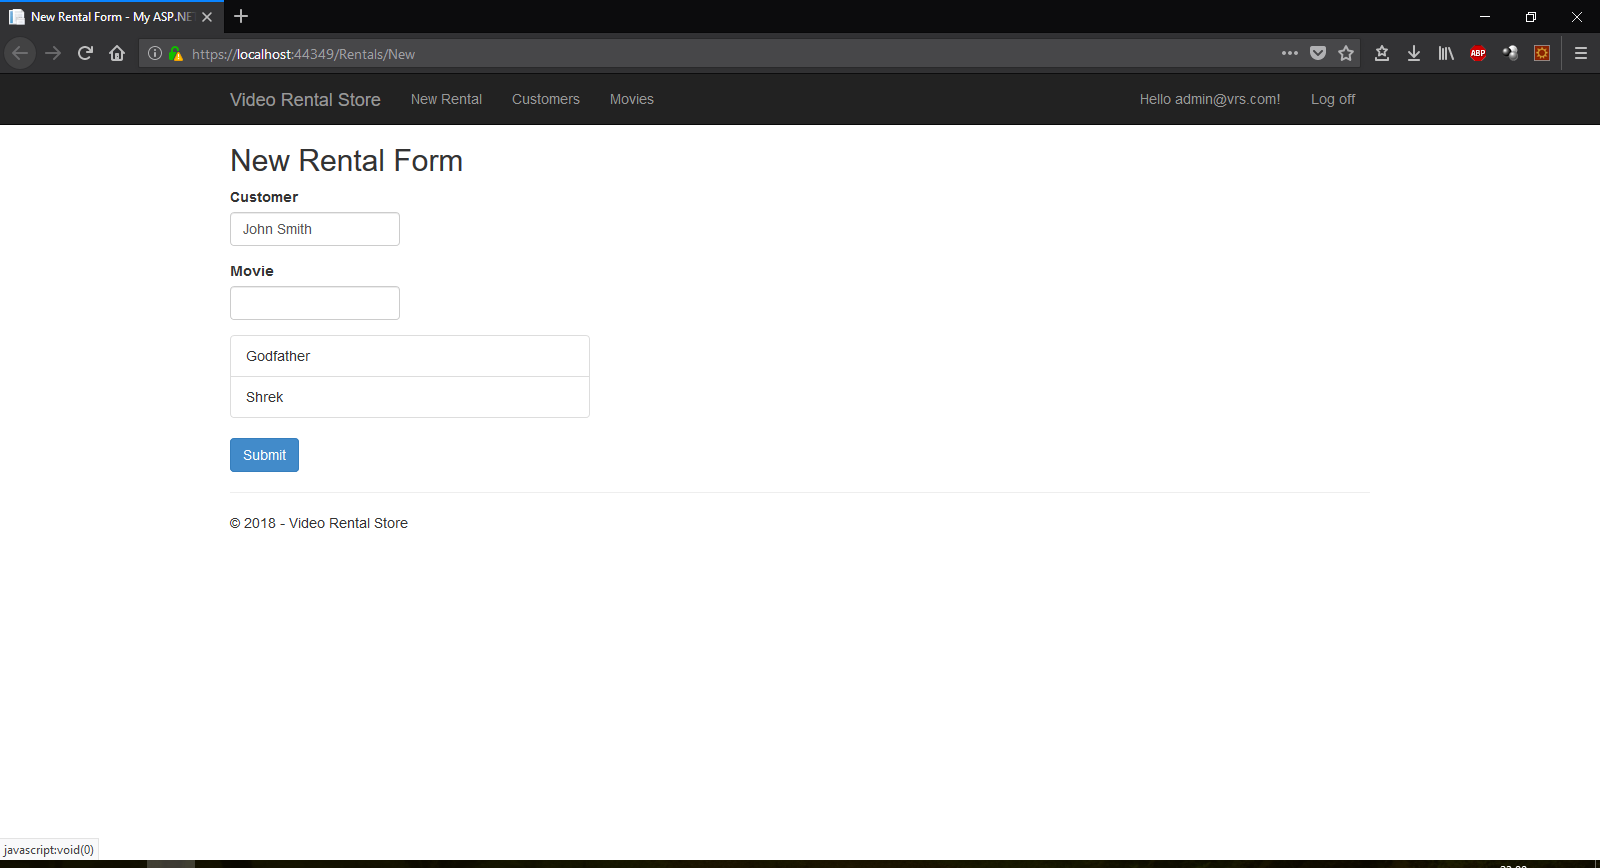 New Rental Form - My ASP.NE
https://localhost:44349/Rentals/New
ABP
Video Rental Store New Rental Customers Movies Hello admin@vrs.com! Log off
New Rental Form
Customer
John Smith
Movie
Godfather
Shrek
Submit
© 2018 - Video Rental Store
javascript:void(0)